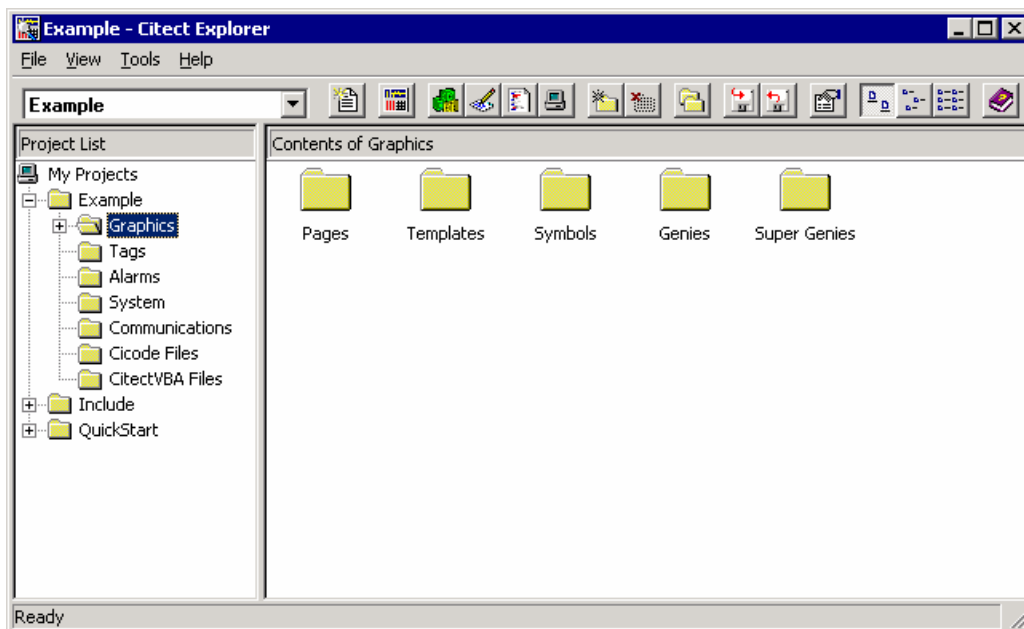 Example - Citect Explorer
File View Tools Help
Example
Project List
Contents of Graphics
My Projects
Example
Graphics
Tags
Alarms
System
Communications
Cicode Files
CitectVBA Files
Include
QuickStart
Pages Templates Symbols Genies Super Genies
Ready